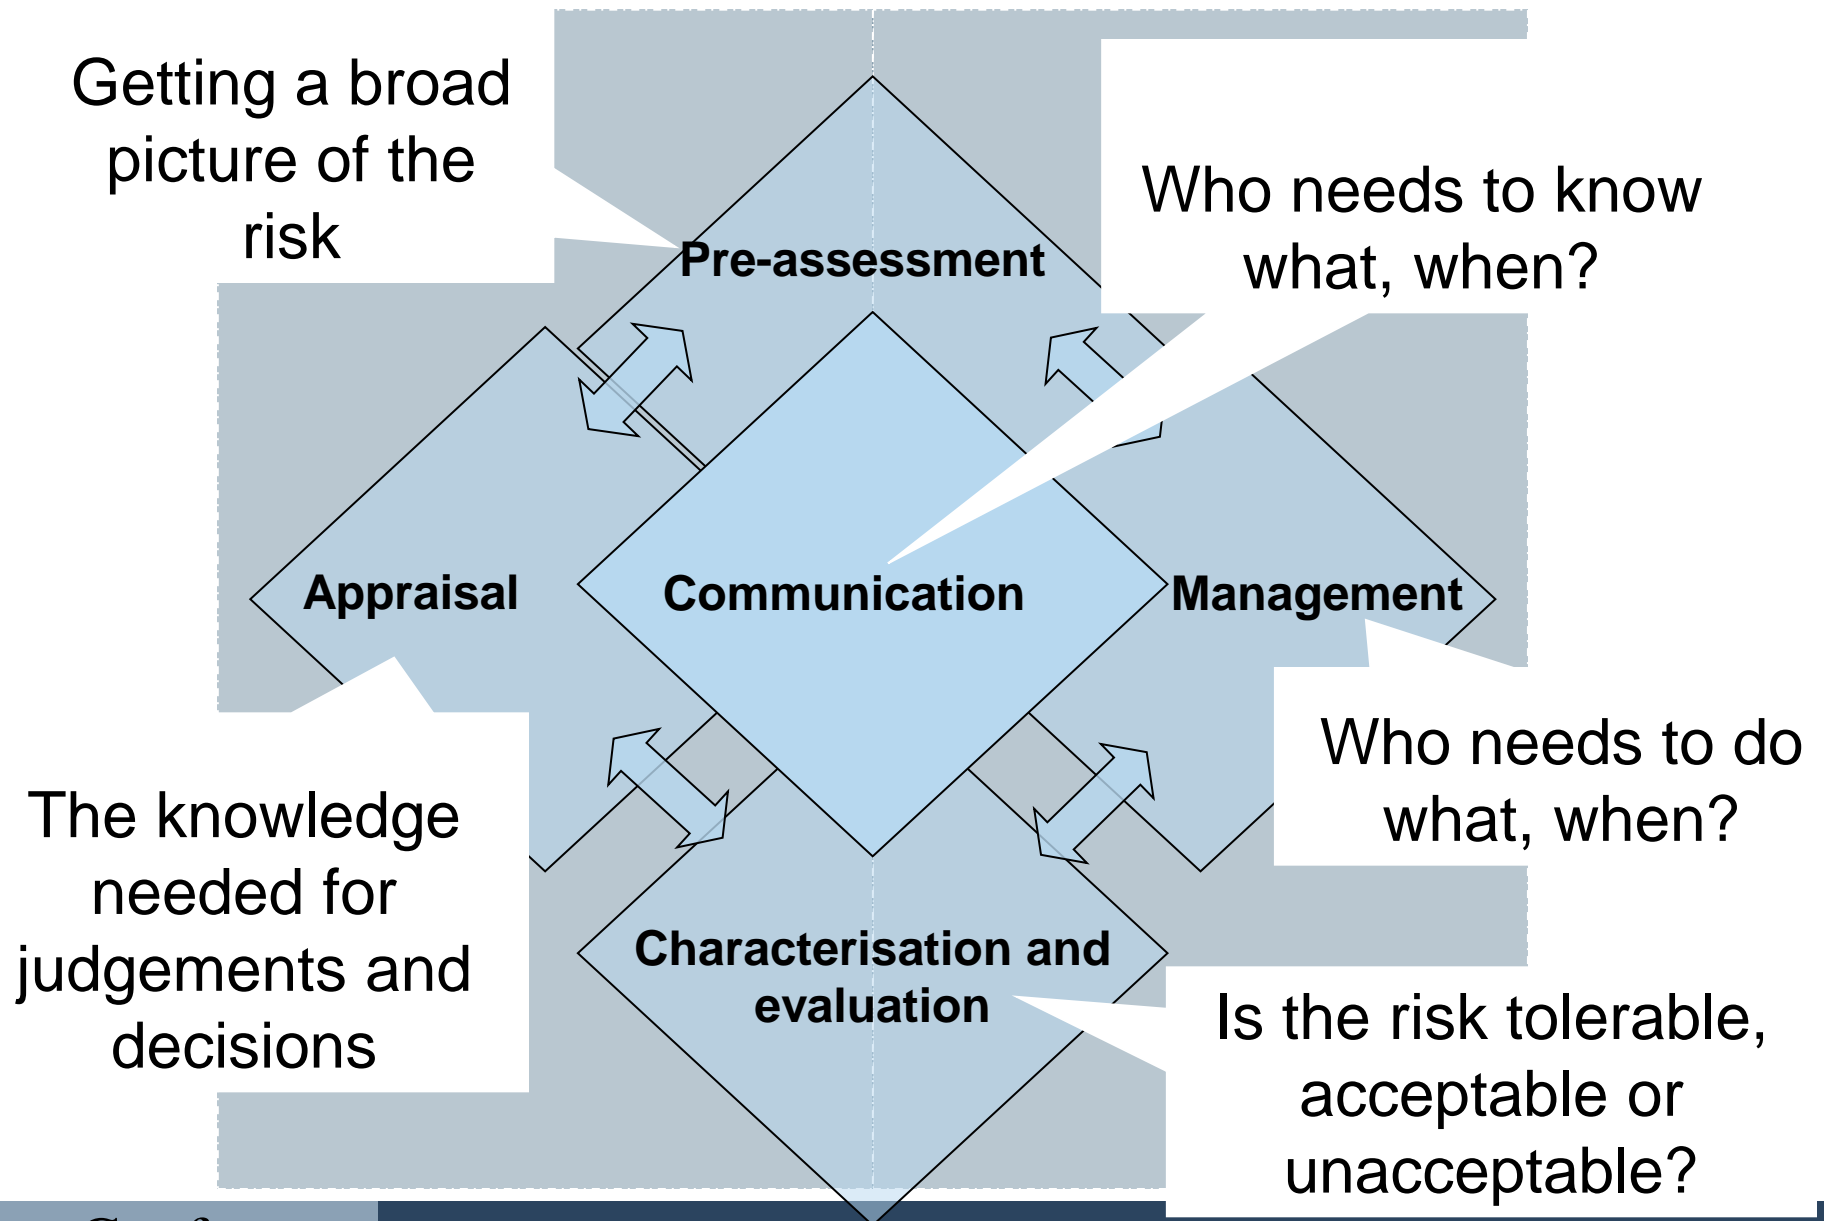 Getting a broad
picture of the
risk
Who needs to know
what, when?
Pre-assessment
Appraisal
Communication
Management
The knowledge
needed for
judgements and
decisions
Who needs to do
what, when?
Characterisation and
evaluation
Is the risk tolerable,
acceptable or
unacceptable?